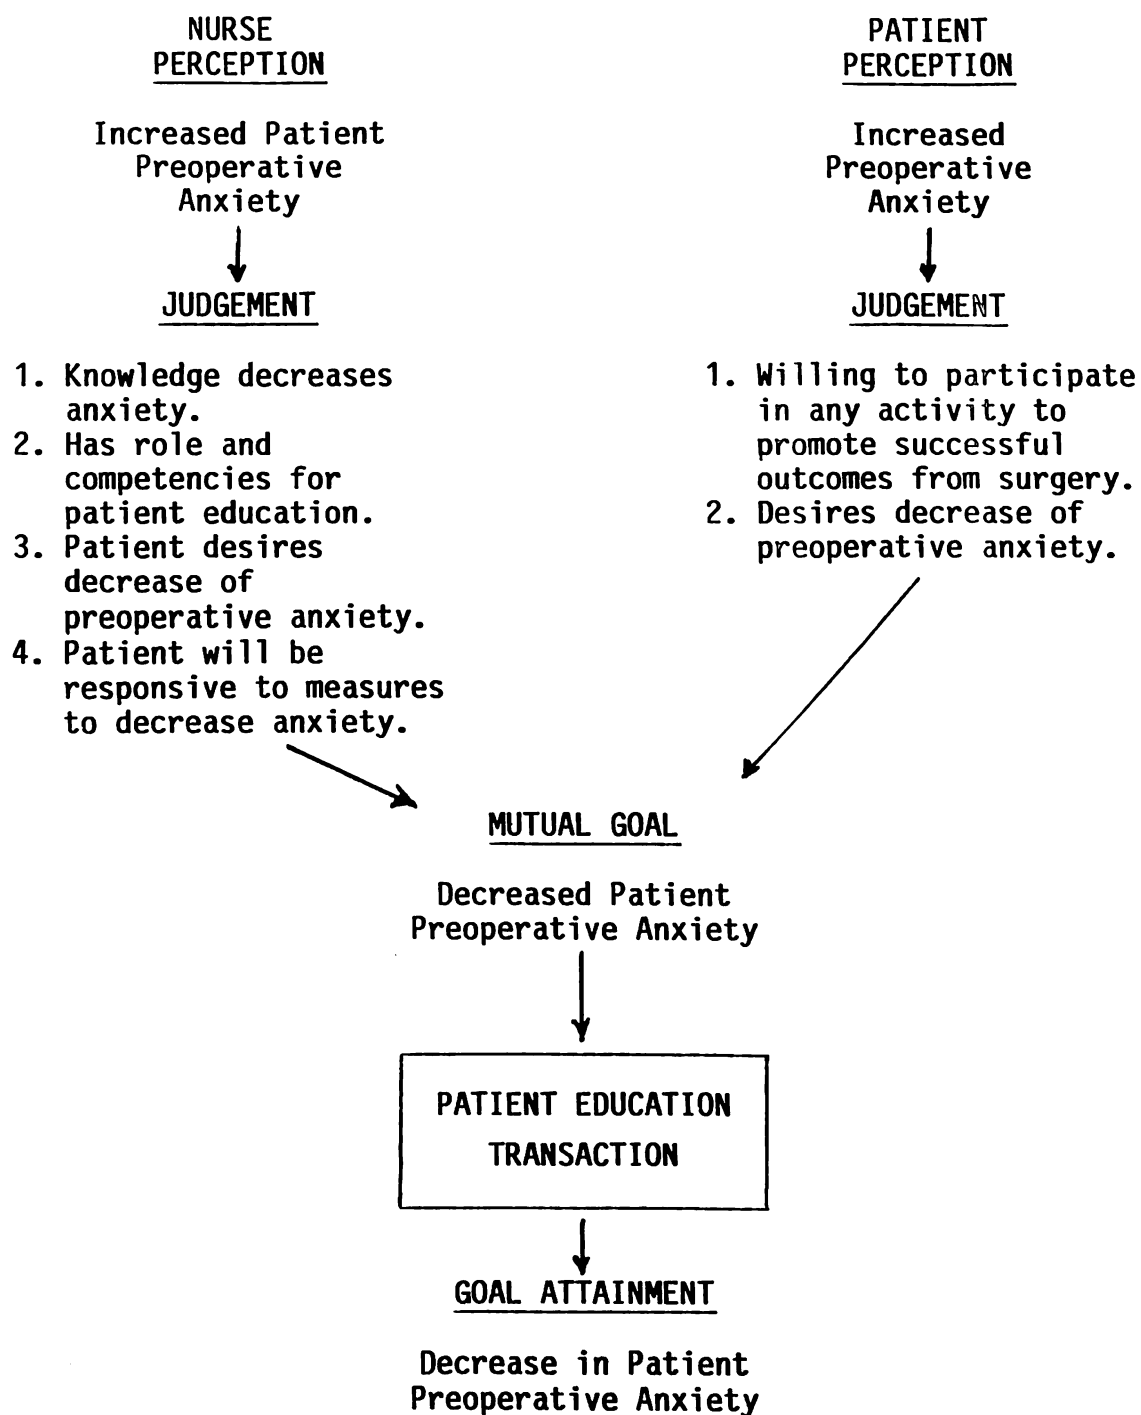 NURSE
PERCEPTION
Increased Patient
Preoperative
Anxiety
JUDGEMENT
1. Knowledge decreases
anxiety.
2. Has role and
competencies for
patient education.
3. Patient desires
decrease of
preoperative anxiety.
4. Patient will be
responsive to measures
to decrease anxiety.
PATIENT
PERCEPTION
Increased
Preoperative
Anxiety
JUDGEMENT
1. Willing to participate
in any activity to
promote successful
outcomes from surgery.
2. Desires decrease of
preoperative anxiety.
MUTUAL GOAL
Decreased Patient
Preoperative Anxiety
PATIENT EDUCATION
TRANSACTION
GOAL ATTAINMENT
Decrease in Patient
Preoperative Anxiety